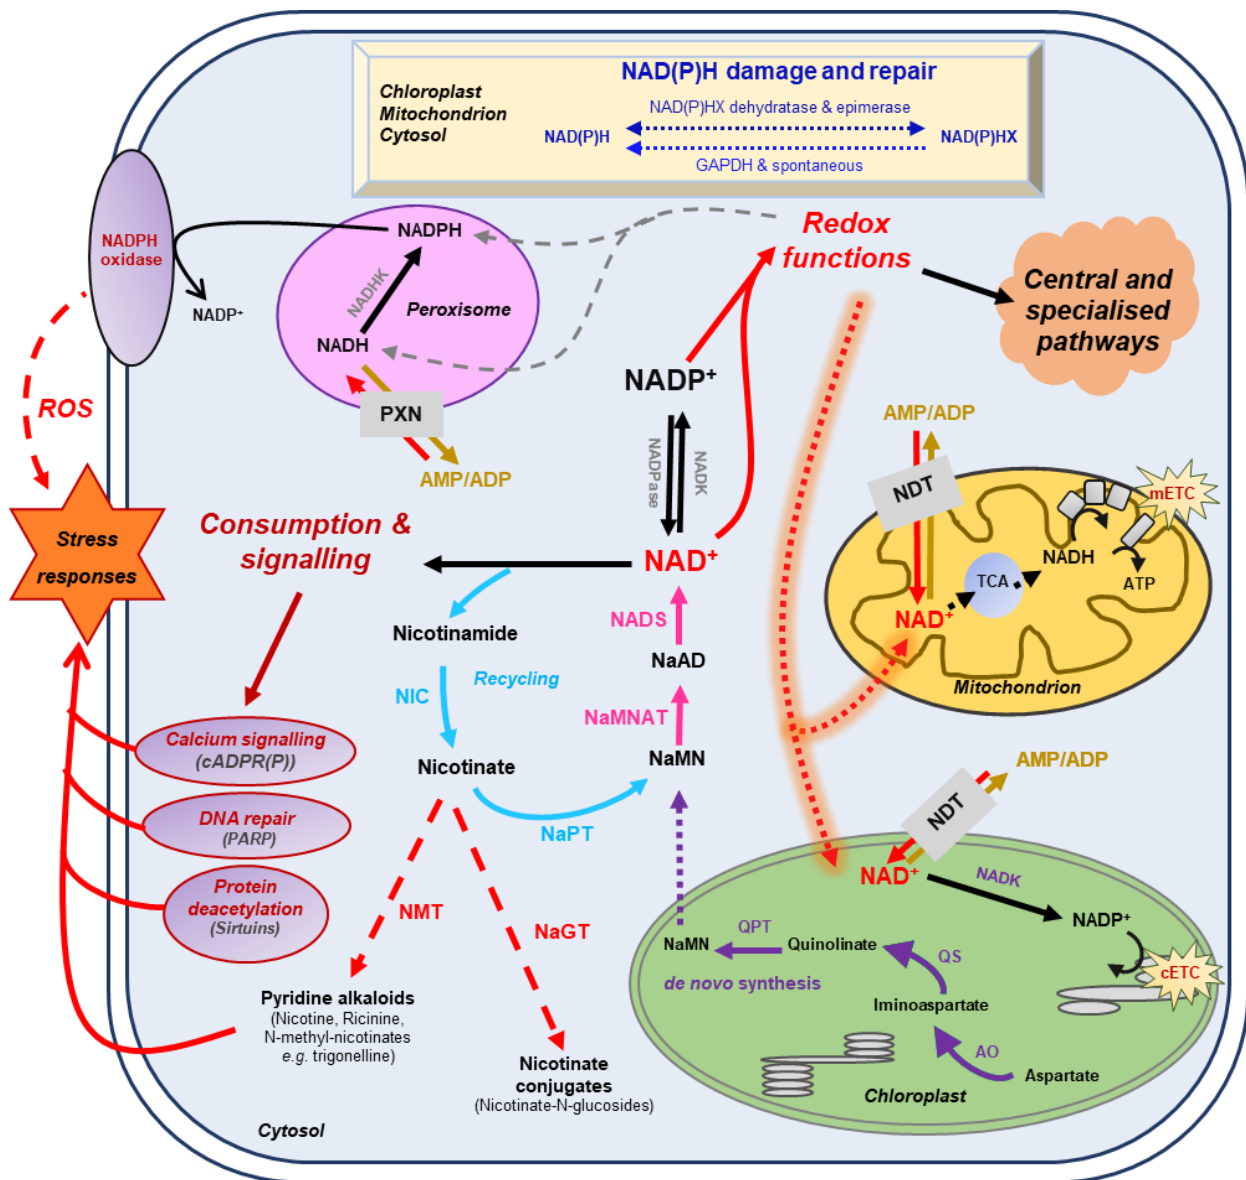 NAD(P)H damage and repair
Chloroplast
Mitochondrion
Cytosol
NAD(P)HX dehydratase & epimerase
NAD(P)H
NAD(P)HX
GAPDH & spontaneous
NADPH
oxidase
NADP⁺
NADPH
NADHK
Peroxisome
NADH
PXN
AMP/ADP
Redox
functions
Central and
specialised
pathways
ROS
Stress
responses
NADP⁺
NADPase
NADK
NAD⁺
Consumption &
signalling
AMP/ADP
NDT
mETC
NADH
TCA
ATP
NAD⁺
Mitochondrion
Nicotinamide
NADS
NaAD
Recycling
NIC
NaMNAT
Nicotinate
NaMN
NaPT
Calcium signalling
(cADPR(P))
DNA repair
(PARP)
Protein
deacetylation
(Sirtuins)
NMT
NaGT
AMP/ADP
NDT
NAD⁺
NADK
NADP⁺
cETC
NaMN
QPT
Quinolinate
QS
de novo synthesis
Iminoaspartate
AO
Aspartate
Chloroplast
Pyridine alkaloids
(Nicotine, Ricinine,
N-methyl-nicotinates
e.g. trigonelline)
Nicotinate
conjugates
(Nicotinate-N-glucosides)
Cytosol